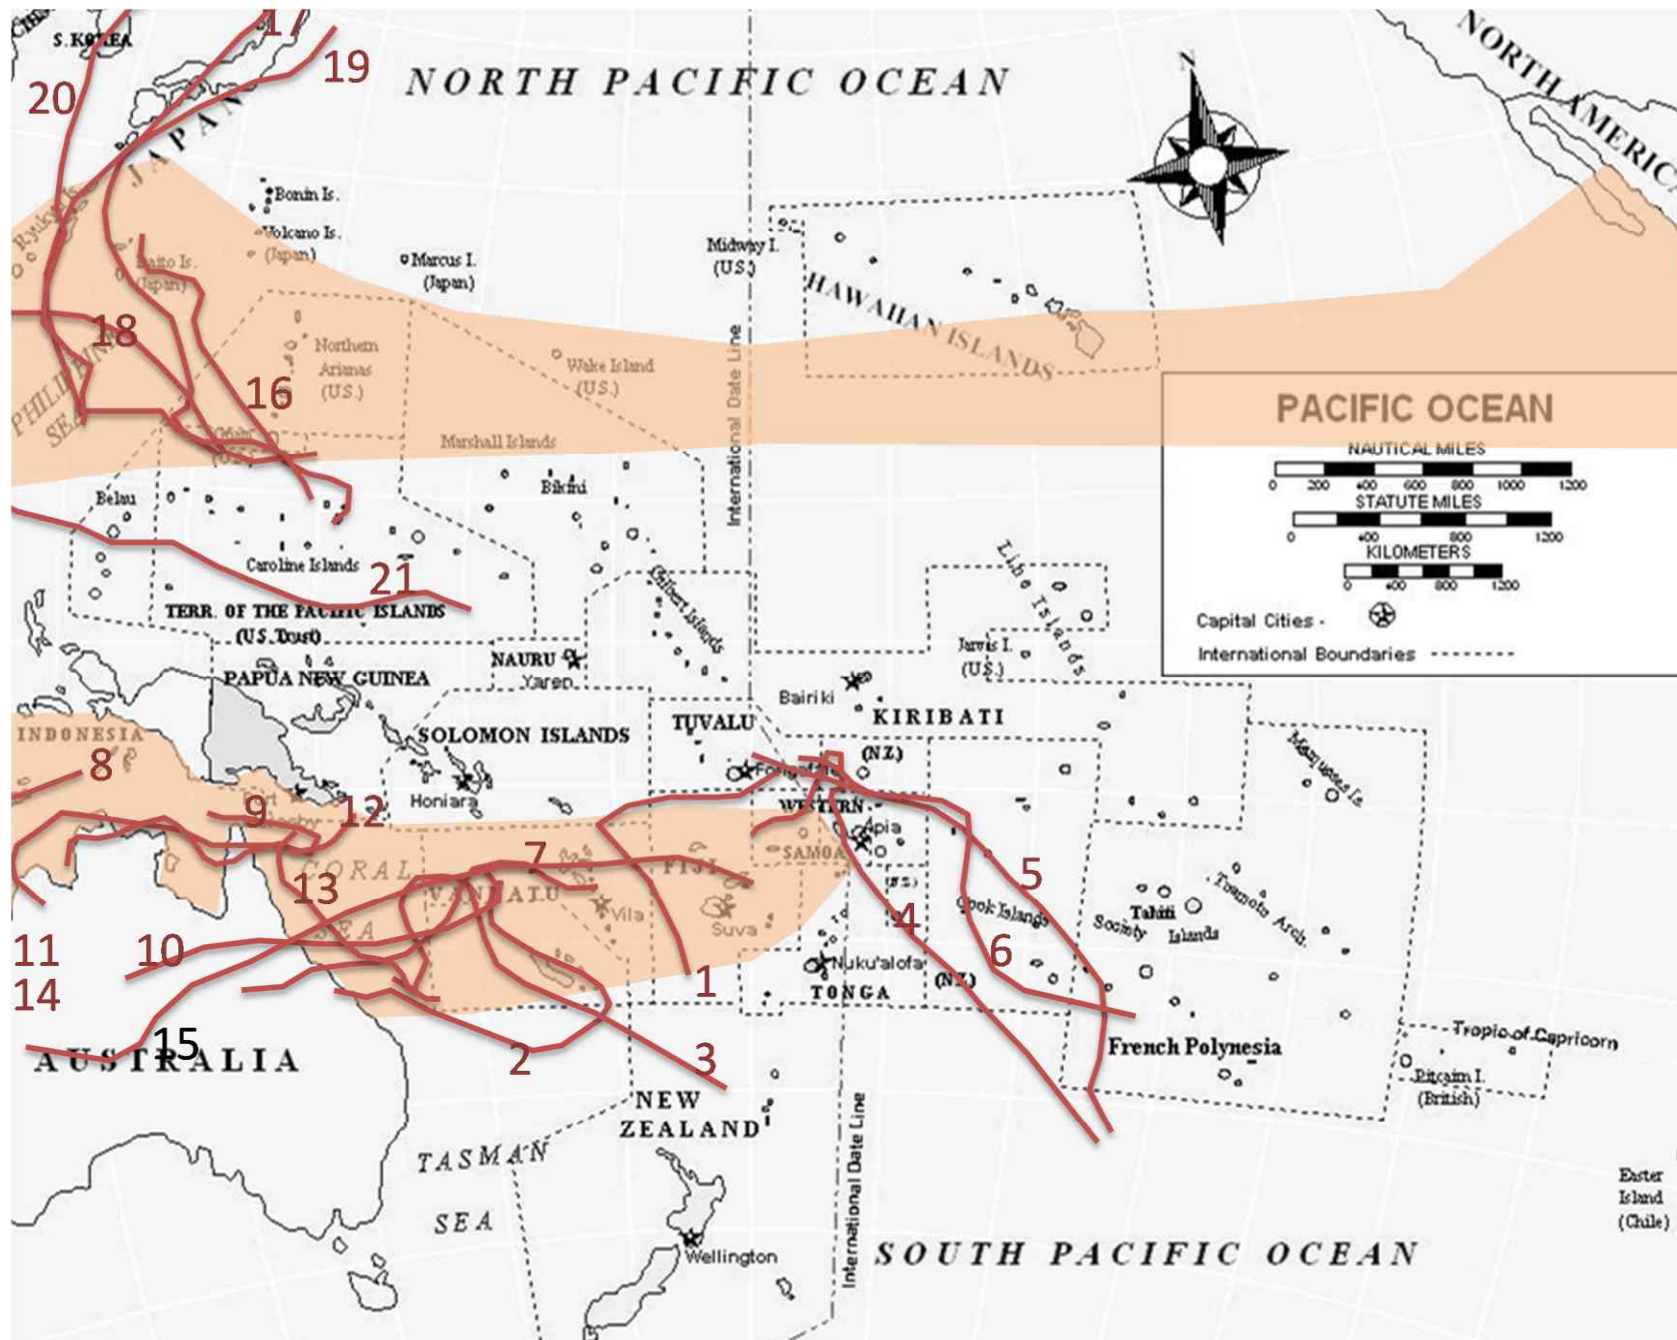 S. KOREA
17
19
20
NORTH PACIFIC OCEAN
N
NORTH AMERICA
JAPAN
Ryukyu Is.
Bonin Is.
Volcano Is.
(Japan)
Daito Is.
(Japan)
Marcus I.
(Japan)
Midway I.
(U.S.)
HAWAIIAN ISLANDS
18
PHILIPPINE
SEA
Northern
Arianas
(U.S.)
Wake Island
(U.S.)
International Date Line
16
PACIFIC OCEAN
Marshall Islands
NAUTICAL MILES
0 200 400 600 800 1000 1200
STATUTE MILES
0 400 800 1200
KILOMETERS
0 400 800 1200
Capital Cities -
International Boundaries
Belau
Bikini
Caroline Islands
21
TERR. OF THE PACIFIC ISLANDS
(U.S. Trust)
Gilbert Islands
Line Islands
Jarvis I.
(U.S.)
NAURU
Yaren
PAPUA NEW GUINEA
Bairiki
KIRIBATI
INDONESIA
SOLOMON ISLANDS
TUVALU
(N.Z.)
Marquesas Is.
8
Honiara
9
12
WESTERN
Apia
SAMOA
CORAL
SEA
7
FIJI
5
13
VANUATU
Vila
Suva
4
Cook Islands
6
(N.Z.)
Tahiti
Society
Islands
Tuamotu Arch.
11
10
14
1
Nuku'alofa
TONGA
15
AUSTRALIA
2
3
French Polynesia
Tropic of Capricorn
Pitcairn I.
(British)
NEW
ZEALAND
TASMAN
SEA
International Date Line
Wellington
SOUTH PACIFIC OCEAN
Easter
Island
(Chile)